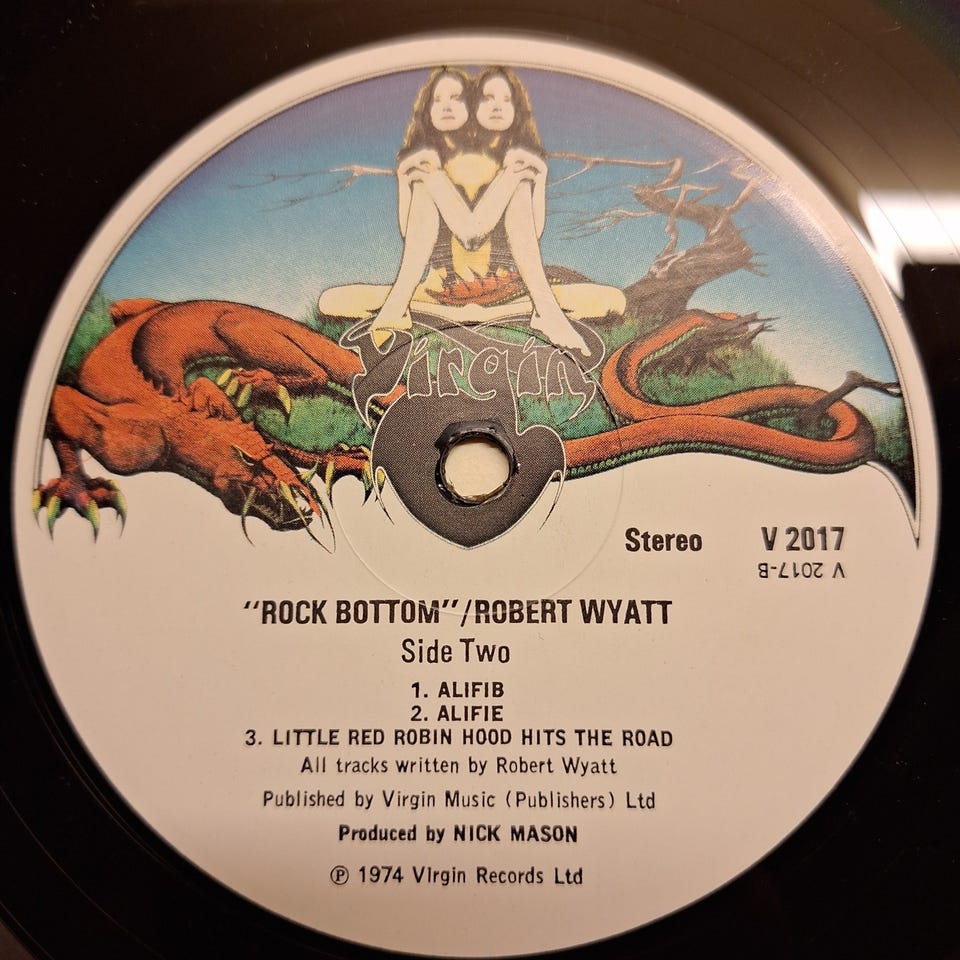 Virgin
Stereo V 2017
V 2017-B
"ROCK BOTTOM"/ROBERT WYATT
Side Two
1. ALIFIB
2. ALIFIE
3. LITTLE RED ROBIN HOOD HITS THE ROAD
All tracks written by Robert Wyatt
Published by Virgin Music (Publishers) Ltd
Produced by NICK MASON
℗ 1974 Virgin Records Ltd